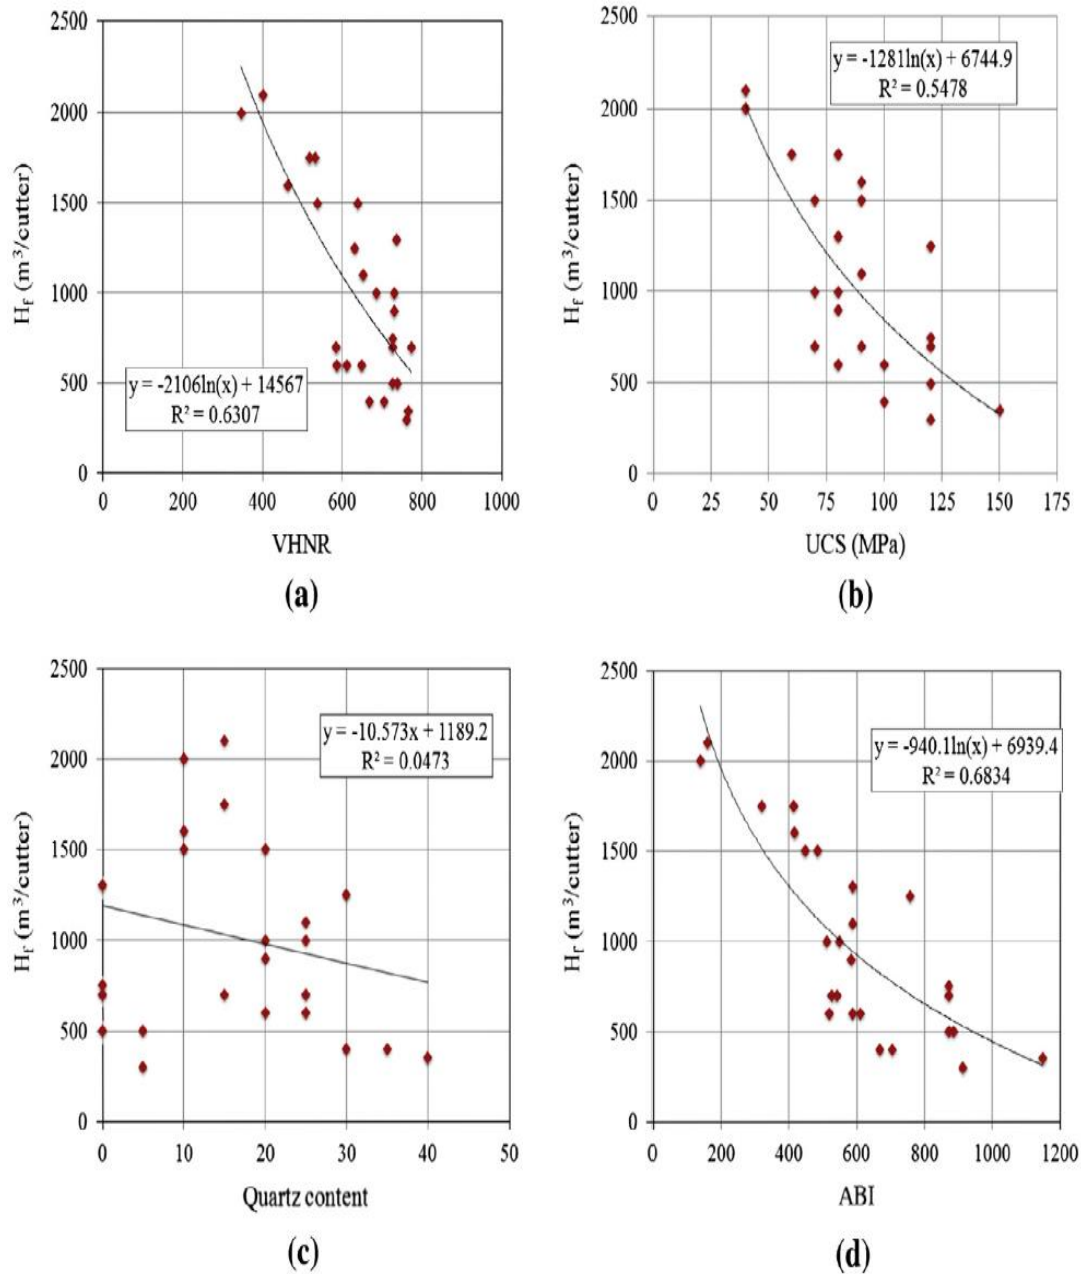 2500
2000
1500
1000
500
0
H_f (m³/cutter)
0 200 400 600 800 1000
VHNR
y = -2106ln(x) + 14567
R² = 0.6307
(a)
2500
2000
1500
1000
500
0
H_f (m³/cutter)
0 25 50 75 100 125 150 175
UCS (MPa)
y = -1281ln(x) + 6744.9
R² = 0.5478
(b)
2500
2000
1500
1000
500
0
H_f (m³/cutter)
0 10 20 30 40 50
Quartz content
y = -10.573x + 1189.2
R² = 0.0473
(c)
2500
2000
1500
1000
500
0
H_f (m³/cutter)
0 200 400 600 800 1000 1200
ABI
y = -940.1ln(x) + 6939.4
R² = 0.6834
(d)